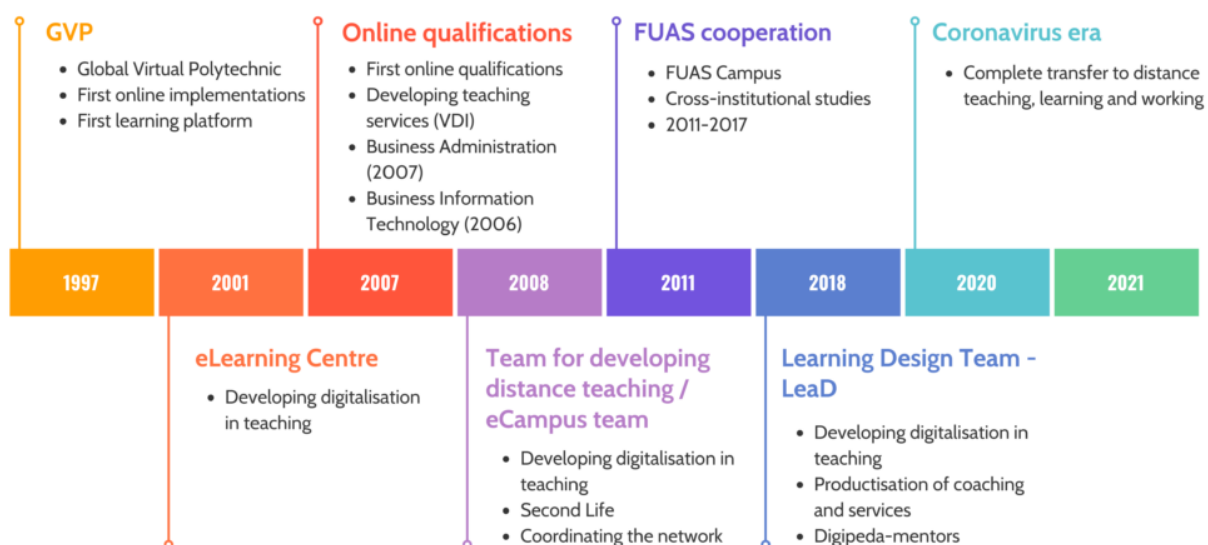 GVP
• Global Virtual Polytechnic
• First online implementations
• First learning platform
Online qualifications
• First online qualifications
• Developing teaching
services (VDI)
• Business Administration
(2007)
• Business Information
Technology (2006)
FUAS cooperation
• FUAS Campus
• Cross-institutional studies
• 2011-2017
Coronavirus era
• Complete transfer to distance
teaching, learning and working
1997
2001
2007
2008
2011
2018
2020
2021
eLearning Centre
• Developing digitalisation
in teaching
Team for developing
distance teaching /
eCampus team
• Developing digitalisation in
teaching
• Second Life
• Coordinating the network
Learning Design Team -
LeaD
• Developing digitalisation in
teaching
• Productisation of coaching
and services
• Digipeda-mentors